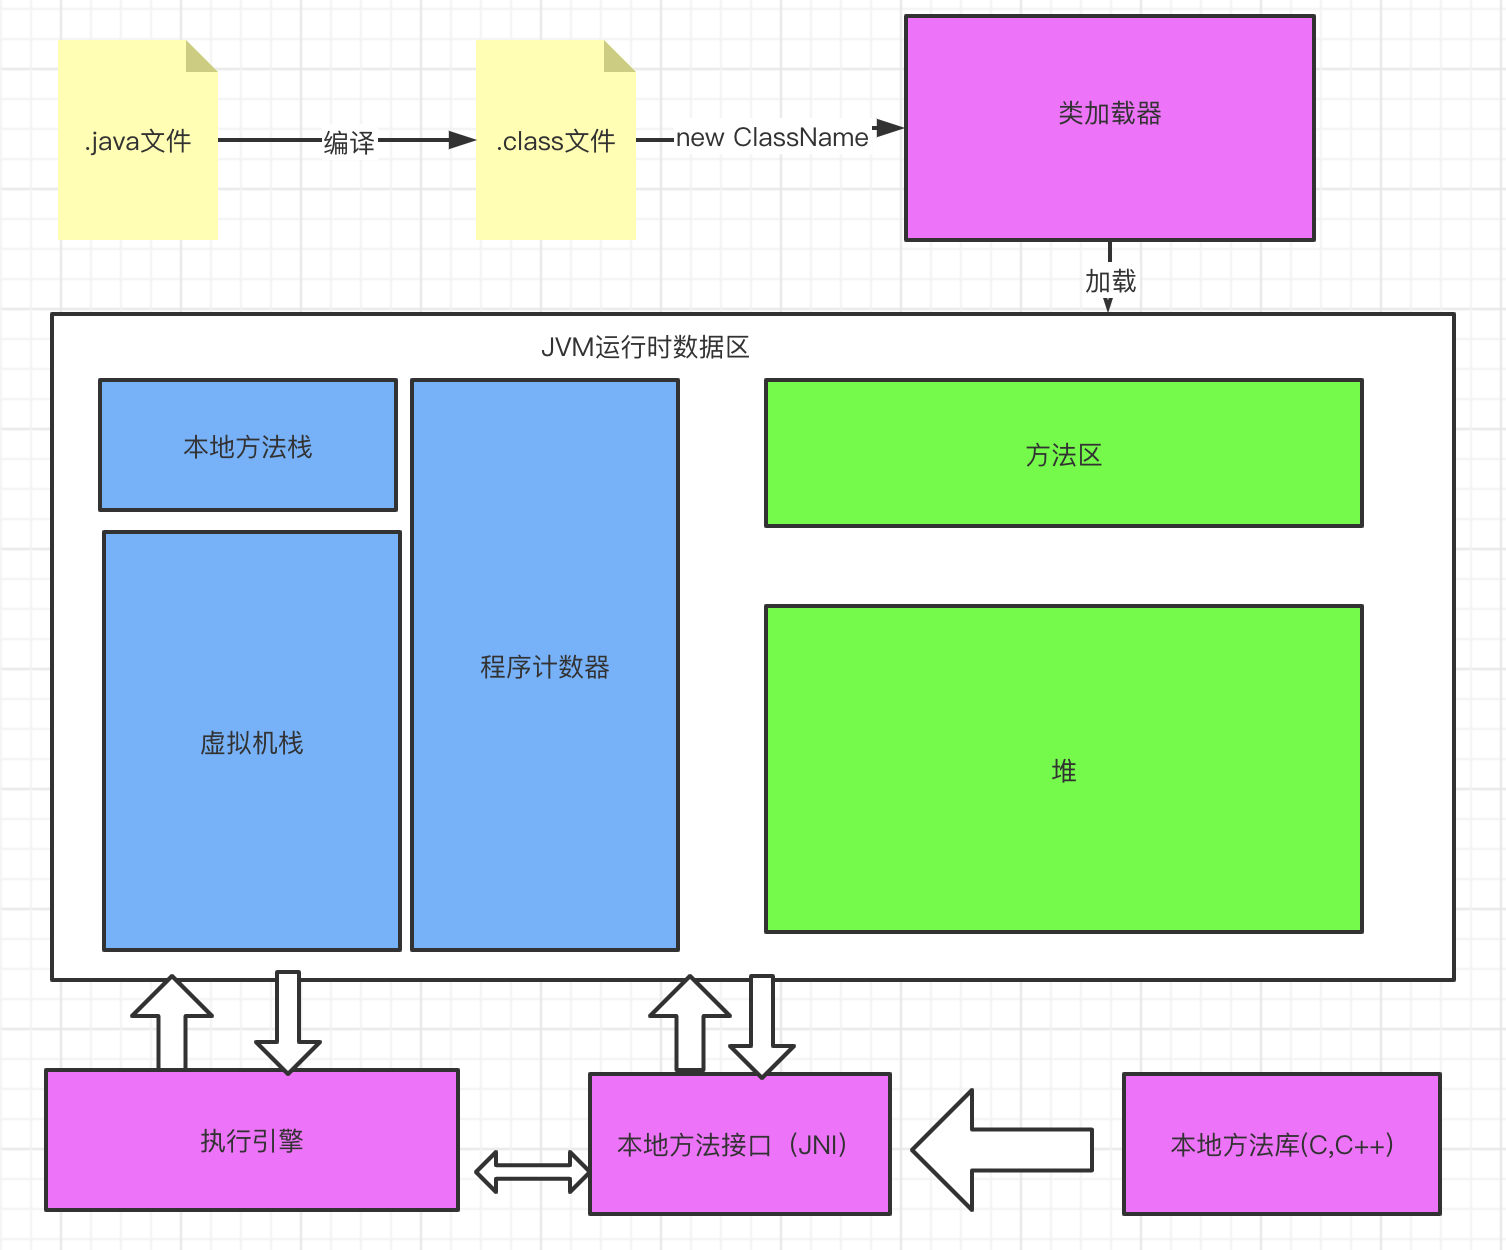 .java文件
编译
.class文件
new ClassName
类加载器
加载
JVM运行时数据区
本地方法栈
方法区
程序计数器
虚拟机栈
堆
执行引擎
本地方法接口（JNI）
本地方法库(C,C++)